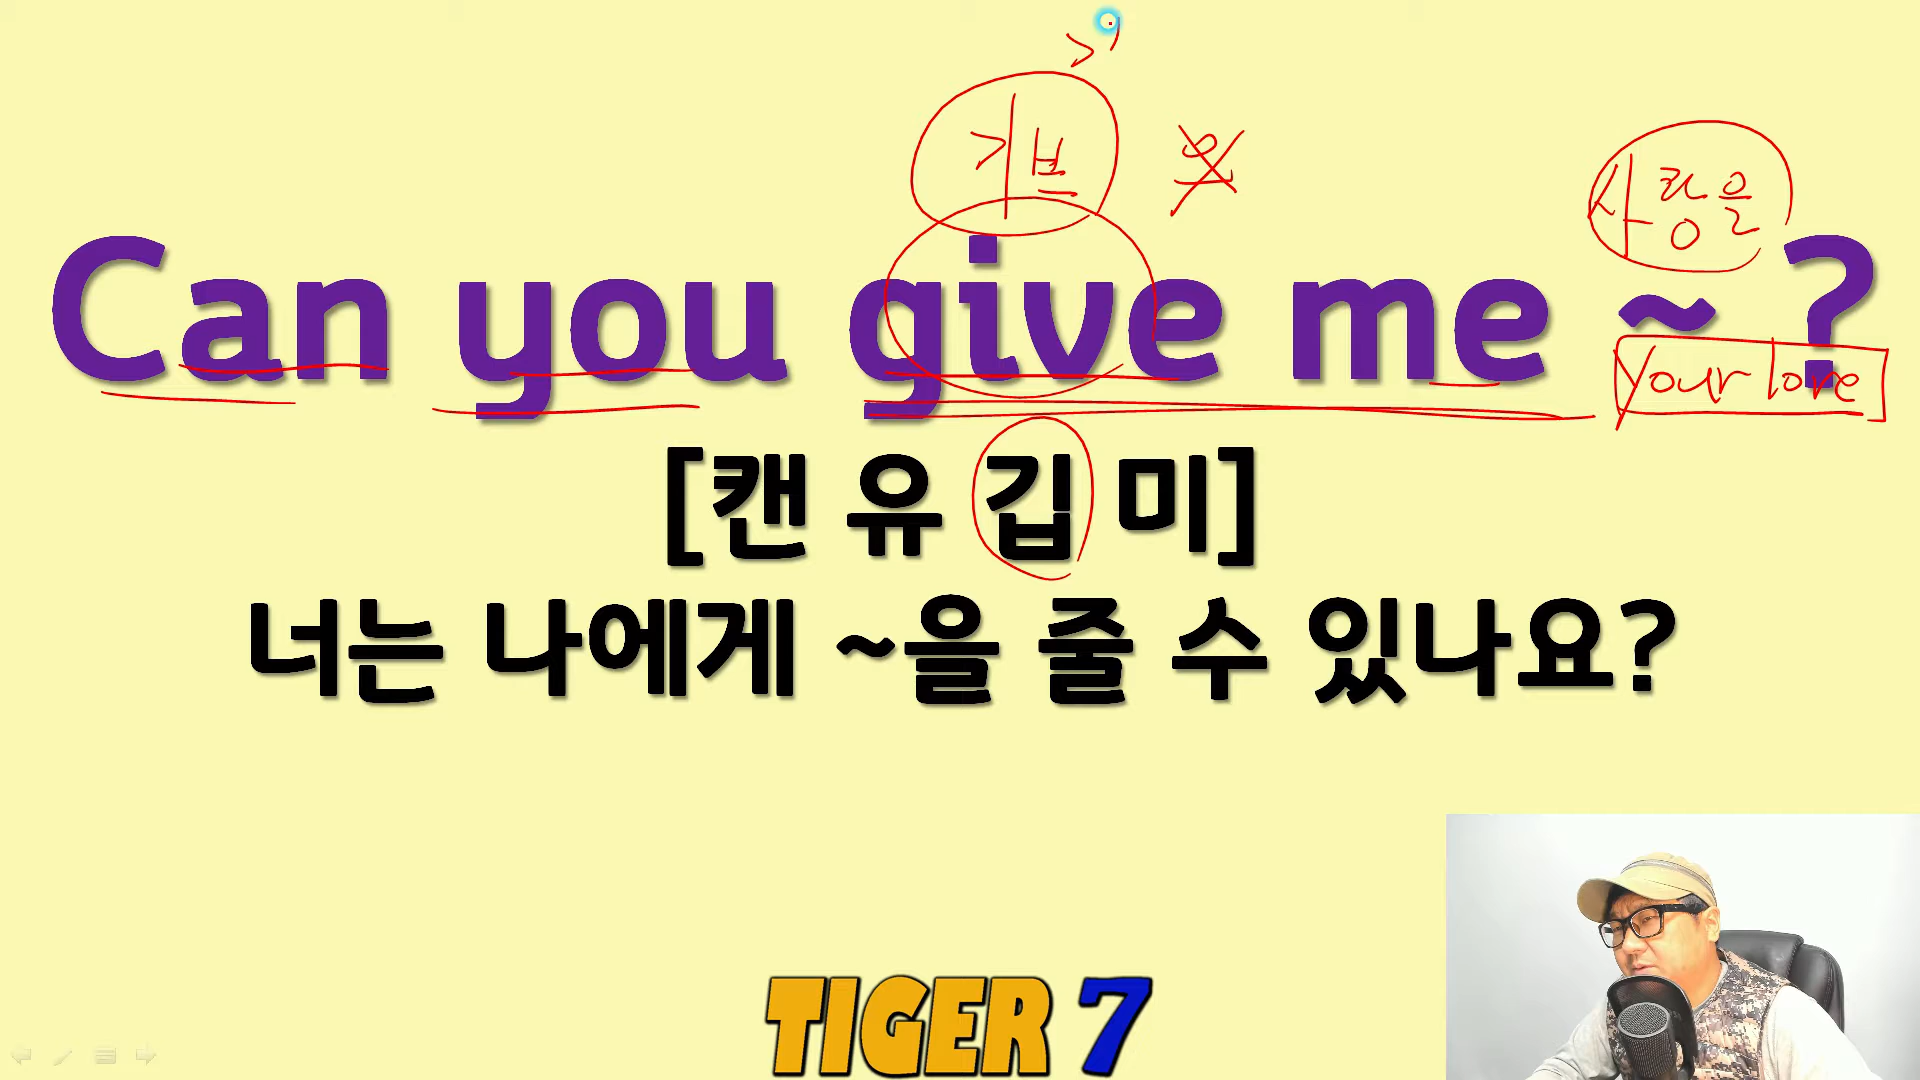 기브
사랑을
Can you give me ~ ?
your love
[캔 유 깁 미]
너는 나에게 ~을 줄 수 있나요?
TIGER 7